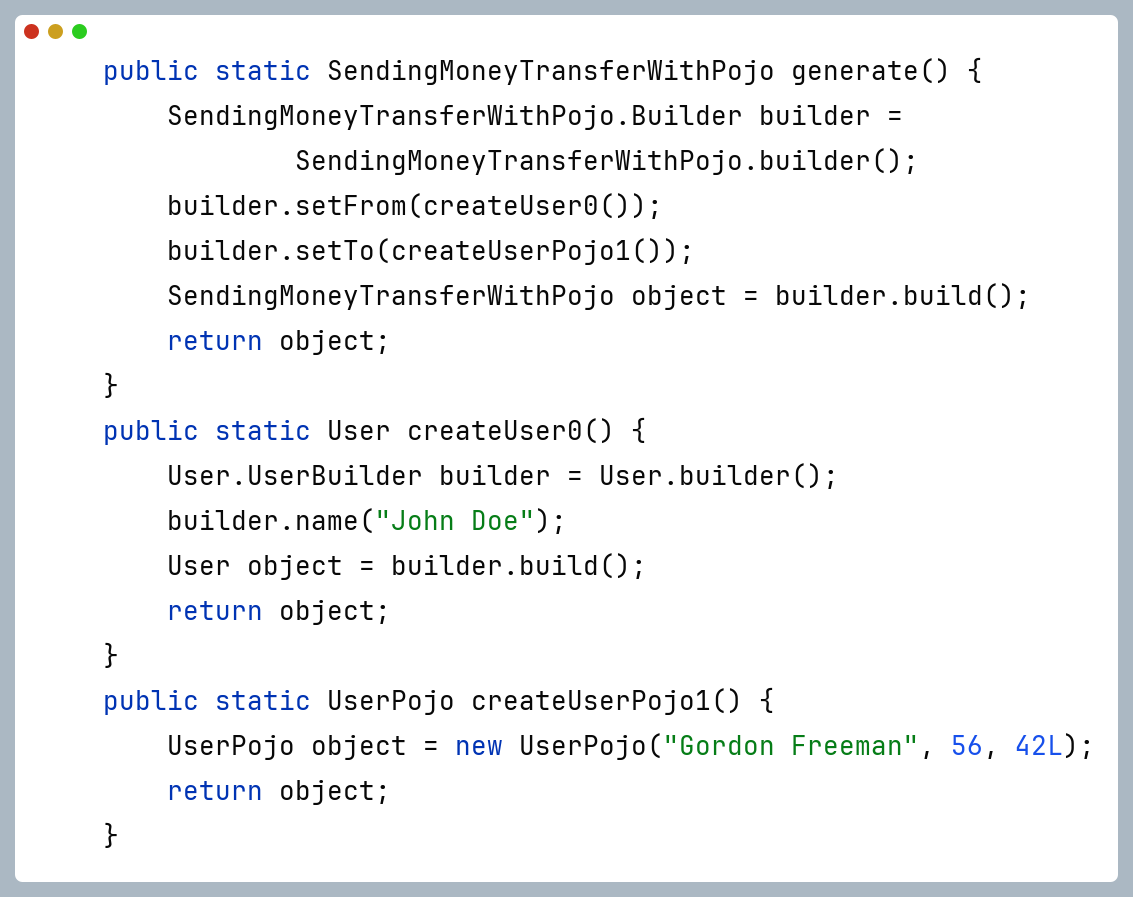 public static SendingMoneyTransferWithPojo generate() {
    SendingMoneyTransferWithPojo.Builder builder =
            SendingMoneyTransferWithPojo.builder();
    builder.setFrom(createUser0());
    builder.setTo(createUserPojo1());
    SendingMoneyTransferWithPojo object = builder.build();
    return object;
}
public static User createUser0() {
    User.UserBuilder builder = User.builder();
    builder.name("John Doe");
    User object = builder.build();
    return object;
}
public static UserPojo createUserPojo1() {
    UserPojo object = new UserPojo("Gordon Freeman", 56, 42L);
    return object;
}